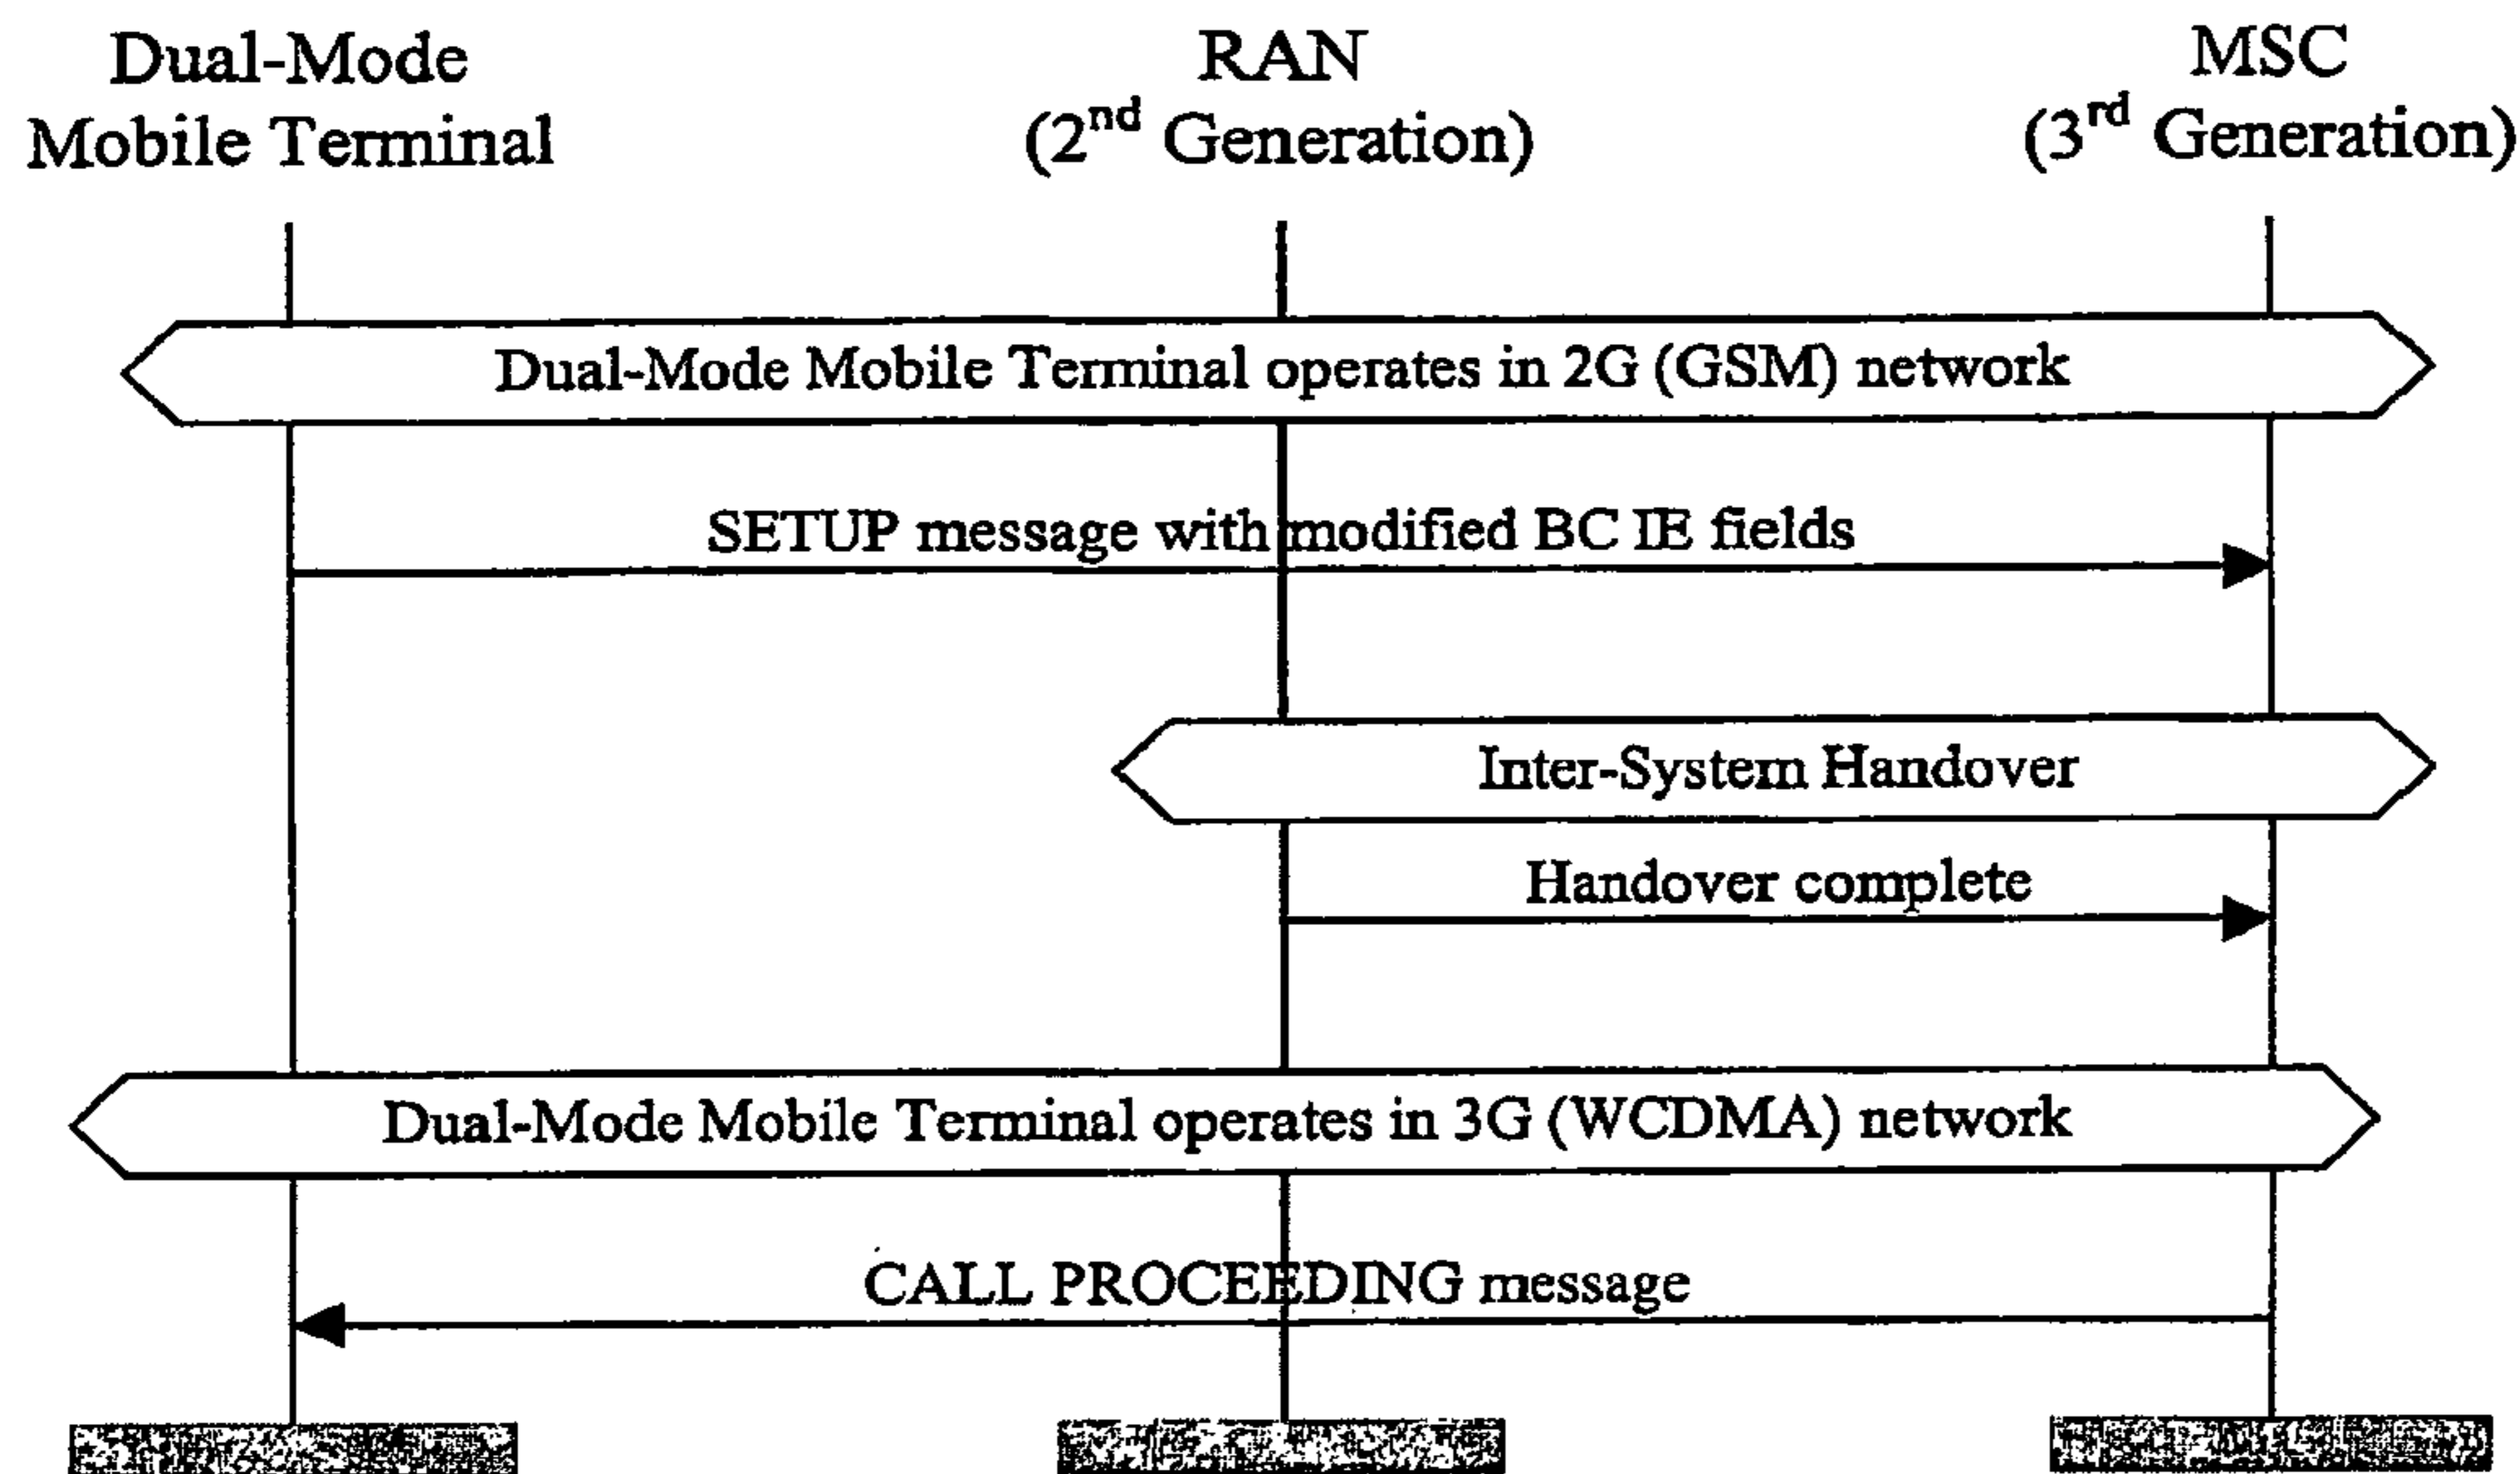 Dual-Mode
Mobile Terminal
RAN
(2nd Generation)
MSC
(3rd Generation)
Dual-Mode Mobile Terminal operates in 2G (GSM) network
SETUP message with modified BC IE fields
Inter-System Handover
Handover complete
Dual-Mode Mobile Terminal operates in 3G (WCDMA) network
CALL PROCEEDING message